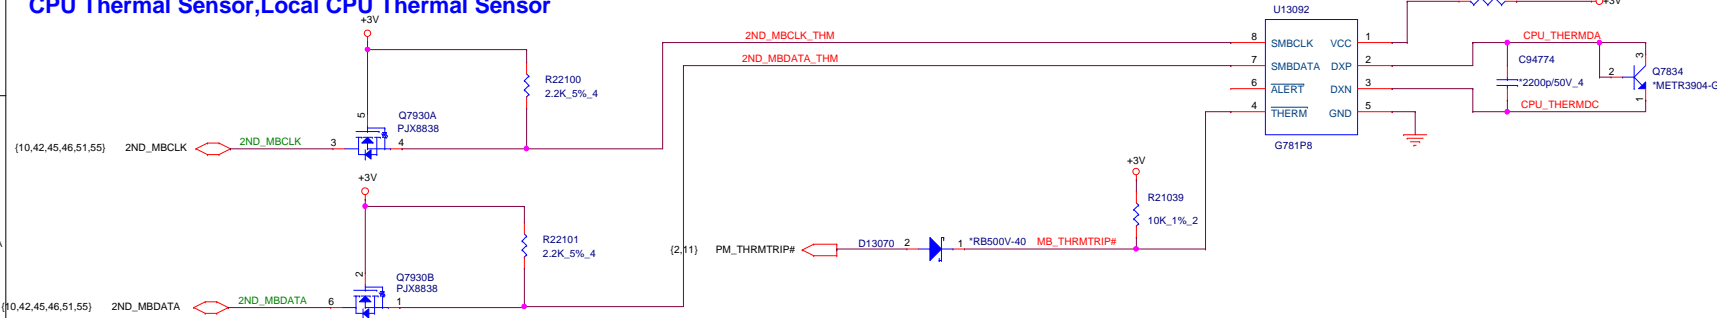 CPU Thermal Sensor,Local CPU Thermal Sensor
+3V
R22100
2.2K_5%_4
Q7930A
PJX8838
5
3
4
{10,42,45,46,51,55}
2ND_MBCLK
2ND_MBCLK
+3V
R22101
2.2K_5%_4
Q7930B
PJX8838
2
6
1
{10,42,45,46,51,55}
2ND_MBDATA
2ND_MBDATA
2ND_MBCLK_THM
2ND_MBDATA_THM
U13092
8
SMBCLK
VCC
1
7
SMBDATA
DXP
2
6
ALERT
DXN
3
4
THERM
GND
5
G781P8
+3V
CPU_THERMDA
C94774
*2200p/50V_4
CPU_THERMDC
3
2
1
Q7834
*METR3904-G
+3V
R21039
10K_1%_2
{2,11}
PM_THRMTRIP#
D13070
2
1
*RB500V-40
MB_THRMTRIP#